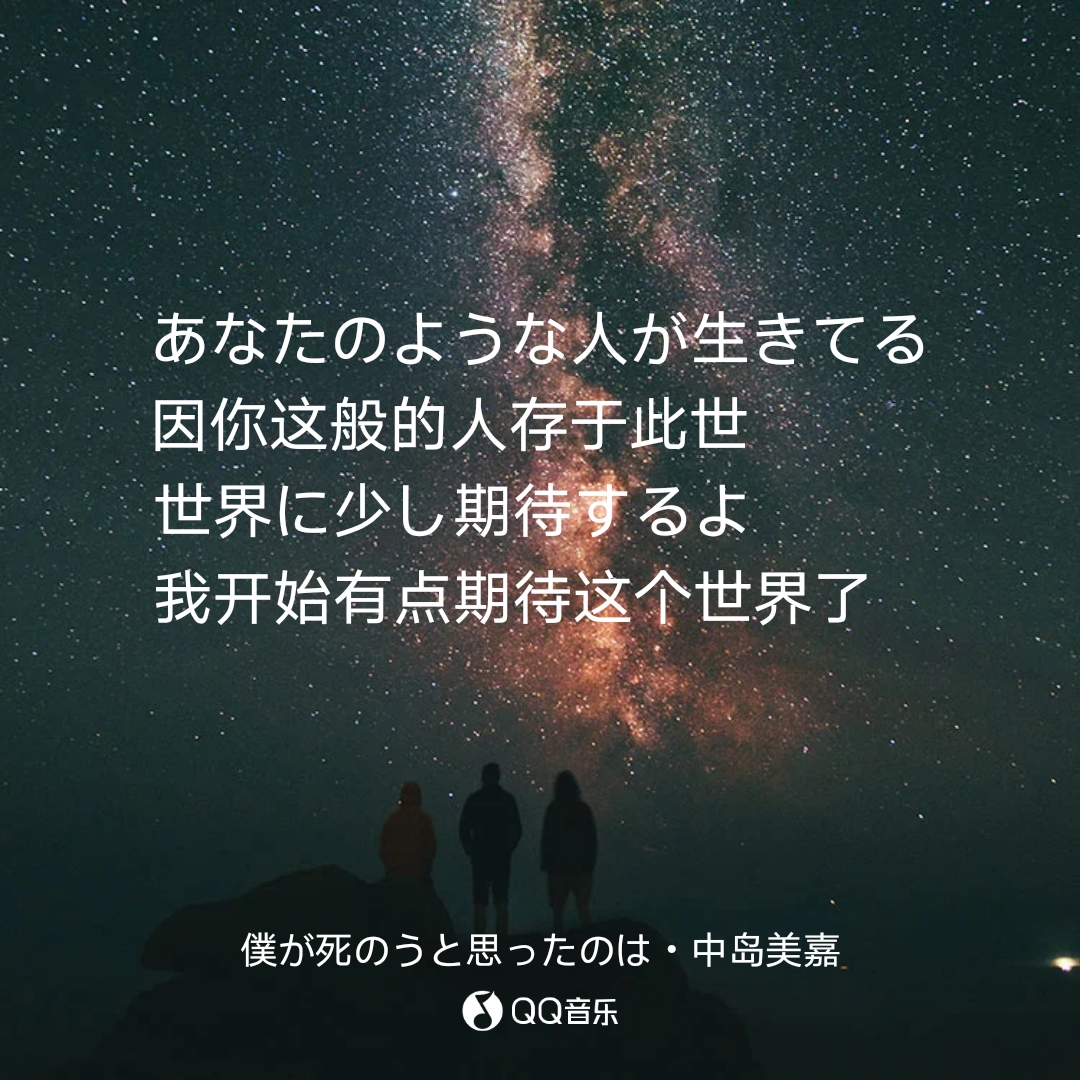 あなたのような人が生きてる
因你这般的人存于此世
世界に少し期待するよ
我开始有点期待这个世界了
僕が死のうと思ったのは・中岛美嘉
QQ音乐